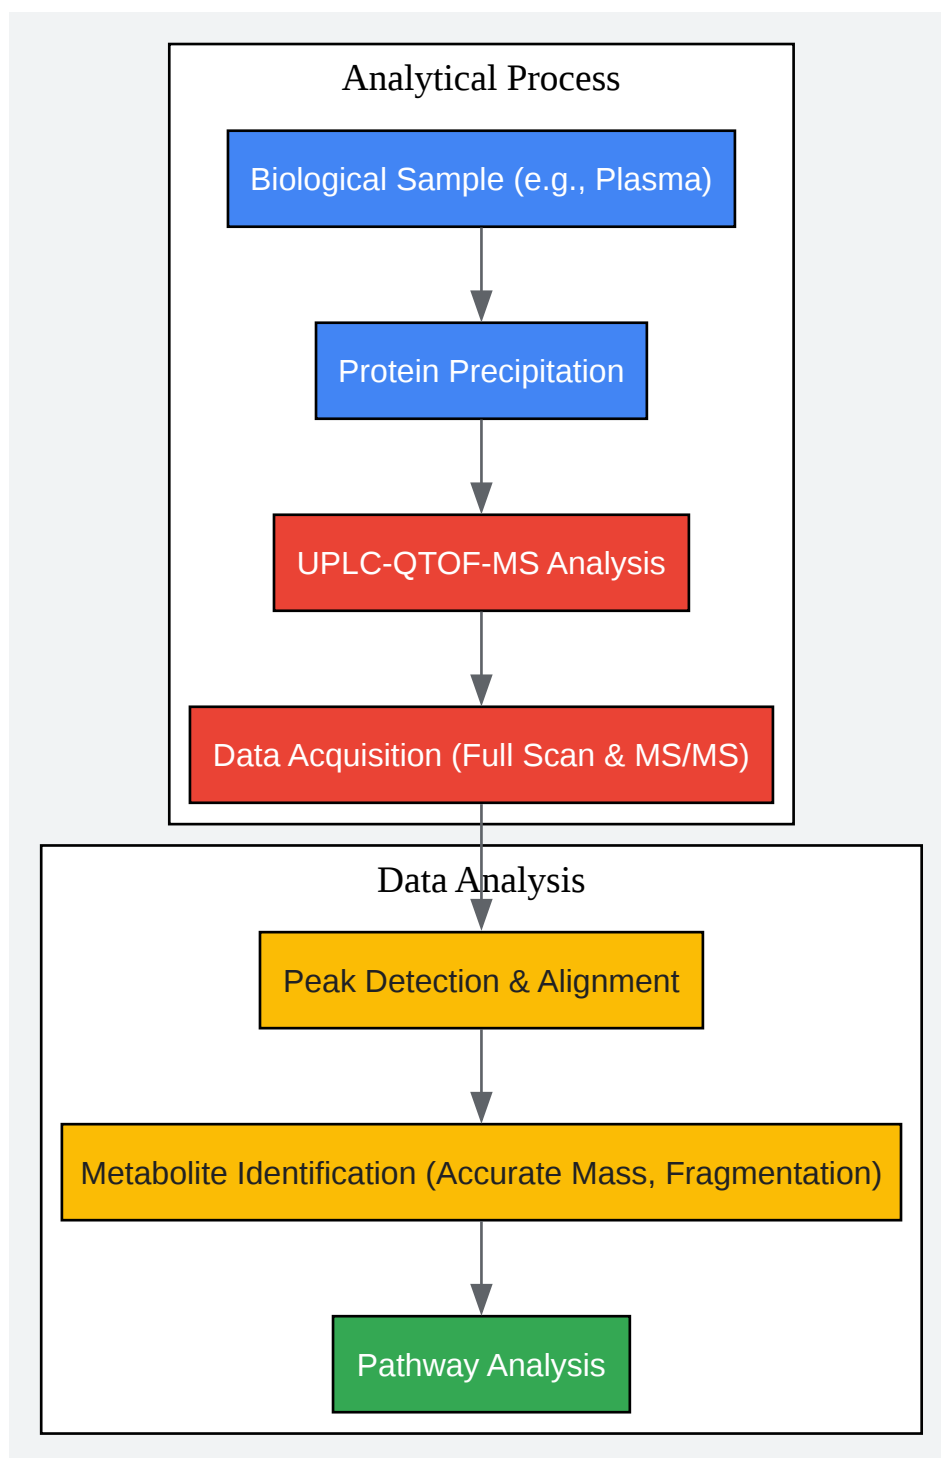 Analytical Process
Biological Sample (e.g., Plasma)
Protein Precipitation
UPLC-QTOF-MS Analysis
Data Acquisition (Full Scan & MS/MS)
Data Analysis
Peak Detection & Alignment
Metabolite Identification (Accurate Mass, Fragmentation)
Pathway Analysis